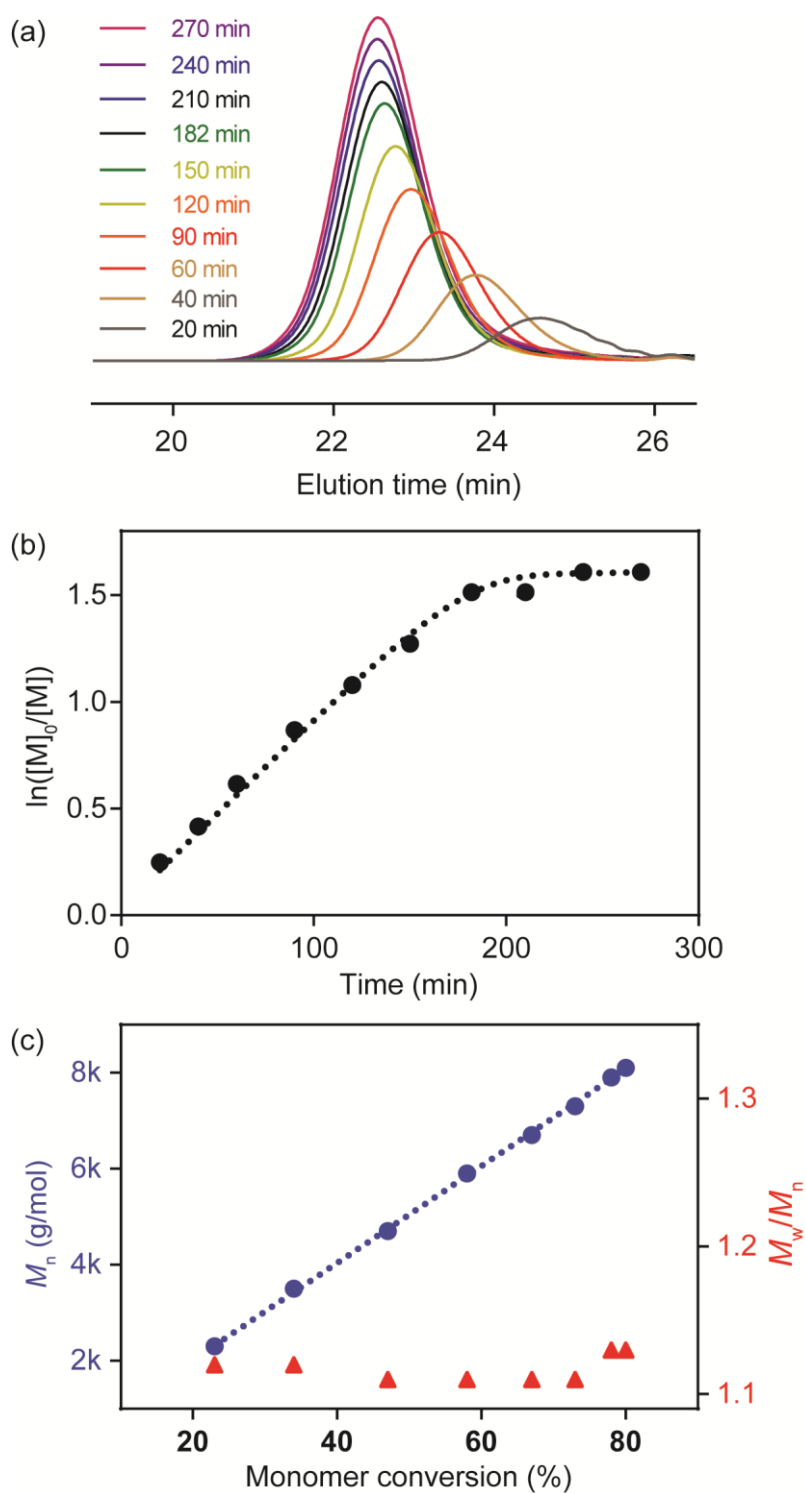 (a)
270 min
240 min
210 min
182 min
150 min
120 min
90 min
60 min
40 min
20 min
20 22 24 26
Elution time (min)
(b)
1.5
1.0
0.5
0.0
ln([M]₀/[M])
0 100 200 300
Time (min)
(c)
8k
6k
4k
2k
Mₙ (g/mol)
1.3
1.2
1.1
M_w/Mₙ
20 40 60 80
Monomer conversion (%)